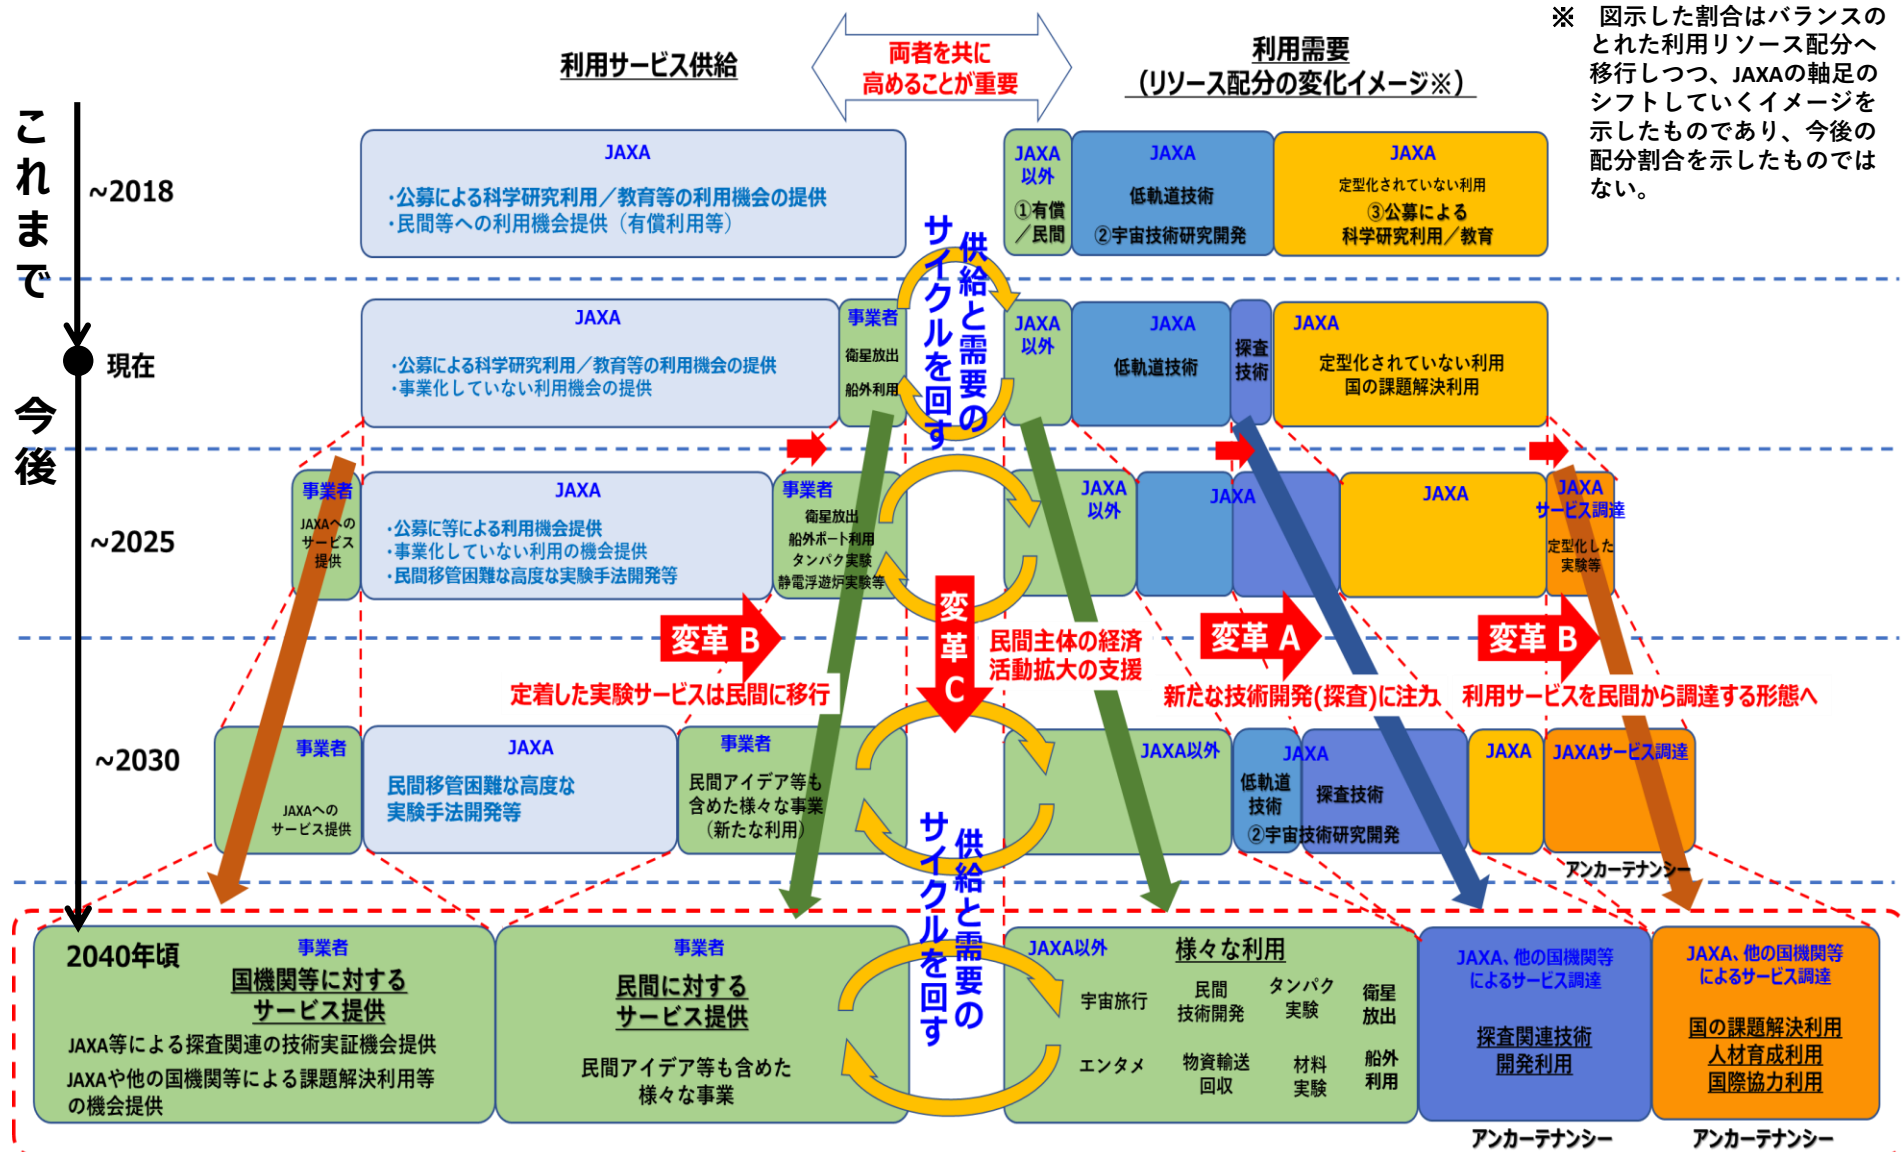 ※　図示した割合はバランスの
とれた利用リソース配分へ
移行しつつ、JAXAの軸足の
シフトしていくイメージを
示したものであり、今後の
配分割合を示したものでは
ない。
利用サービス供給
両者を共に
高めることが重要
利用需要
（リソース配分の変化イメージ※）
これまで
今後
~2018
JAXA
・公募による科学研究利用／教育等の利用機会の提供
・民間等への利用機会提供（有償利用等）
JAXA
以外
①有償
／民間
JAXA
低軌道技術
②宇宙技術研究開発
JAXA
定型化されていない利用
③公募による
科学研究利用／教育
供給と需要の
サイクルを回す
現在
JAXA
・公募による科学研究利用／教育等の利用機会の提供
・事業化していない利用機会の提供
事業者
衛星放出
船外利用
JAXA
以外
JAXA
低軌道技術
探査
技術
JAXA
定型化されていない利用
国の課題解決利用
~2025
事業者
JAXAへの
サービス
提供
JAXA
・公募に等による利用機会提供
・事業化していない利用の機会提供
・民間移管困難な高度な実験手法開発等
事業者
衛星放出
船外ポート利用
タンパク実験
静電浮遊炉実験等
JAXA
以外
JAXA
JAXA
JAXA
サービス調達
定型化した
実験等
変革 B
定着した実験サービスは民間に移行
変革C
民間主体の経済
活動拡大の支援
変革 A
新たな技術開発(探査)に注力
変革 B
利用サービスを民間から調達する形態へ
~2030
事業者
JAXAへの
サービス提供
JAXA
民間移管困難な高度な
実験手法開発等
事業者
民間アイデア等も
含めた様々な事業
（新たな利用）
JAXA以外
JAXA
低軌道
技術
探査技術
②宇宙技術研究開発
JAXA
JAXAサービス調達
アンカーテナンシー
供給と需要の
サイクルを回す
2040年頃
事業者
国機関等に対する
サービス提供
JAXA等による探査関連の技術実証機会提供
JAXAや他の国機関等による課題解決利用等
の機会提供
事業者
民間に対する
サービス提供
民間アイデア等も含めた
様々な事業
JAXA以外
様々な利用
宇宙旅行
民間
技術開発
タンパク
実験
衛星
放出
エンタメ
物資輸送
回収
材料
実験
船外
利用
JAXA、他の国機関等
によるサービス調達
探査関連技術
開発利用
アンカーテナンシー
JAXA、他の国機関等
によるサービス調達
国の課題解決利用
人材育成利用
国際協力利用
アンカーテナンシー